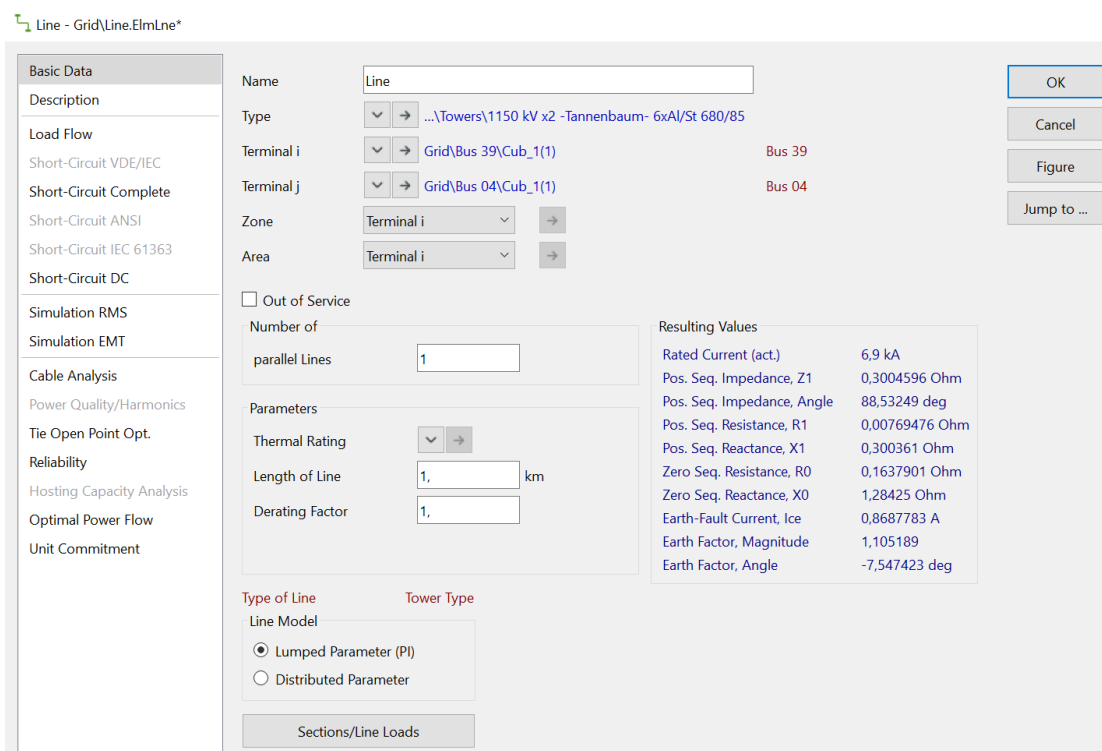 Line - Grid\Line.ElmLne*
Basic Data
Description
Load Flow
Short-Circuit VDE/IEC
Short-Circuit Complete
Short-Circuit ANSI
Short-Circuit IEC 61363
Short-Circuit DC
Simulation RMS
Simulation EMT
Cable Analysis
Power Quality/Harmonics
Tie Open Point Opt.
Reliability
Hosting Capacity Analysis
Optimal Power Flow
Unit Commitment
Name Line
Type ...\Towers\1150 kV x2 -Tannenbaum- 6xAl/St 680/85
Terminal i Grid\Bus 39\Cub_1(1) Bus 39
Terminal j Grid\Bus 04\Cub_1(1) Bus 04
Zone Terminal i
Area Terminal i
Out of Service
Number of
parallel Lines 1
Parameters
Thermal Rating
Length of Line 1, km
Derating Factor 1,
Resulting Values
Rated Current (act.) 6,9 kA
Pos. Seq. Impedance, Z1 0,3004596 Ohm
Pos. Seq. Impedance, Angle 88,53249 deg
Pos. Seq. Resistance, R1 0,00769476 Ohm
Pos. Seq. Reactance, X1 0,300361 Ohm
Zero Seq. Resistance, R0 0,1637901 Ohm
Zero Seq. Reactance, X0 1,28425 Ohm
Earth-Fault Current, Ice 0,8687783 A
Earth Factor, Magnitude 1,105189
Earth Factor, Angle -7,547423 deg
Type of Line Tower Type
Line Model
Lumped Parameter (PI)
Distributed Parameter
Sections/Line Loads
OK
Cancel
Figure
Jump to ...